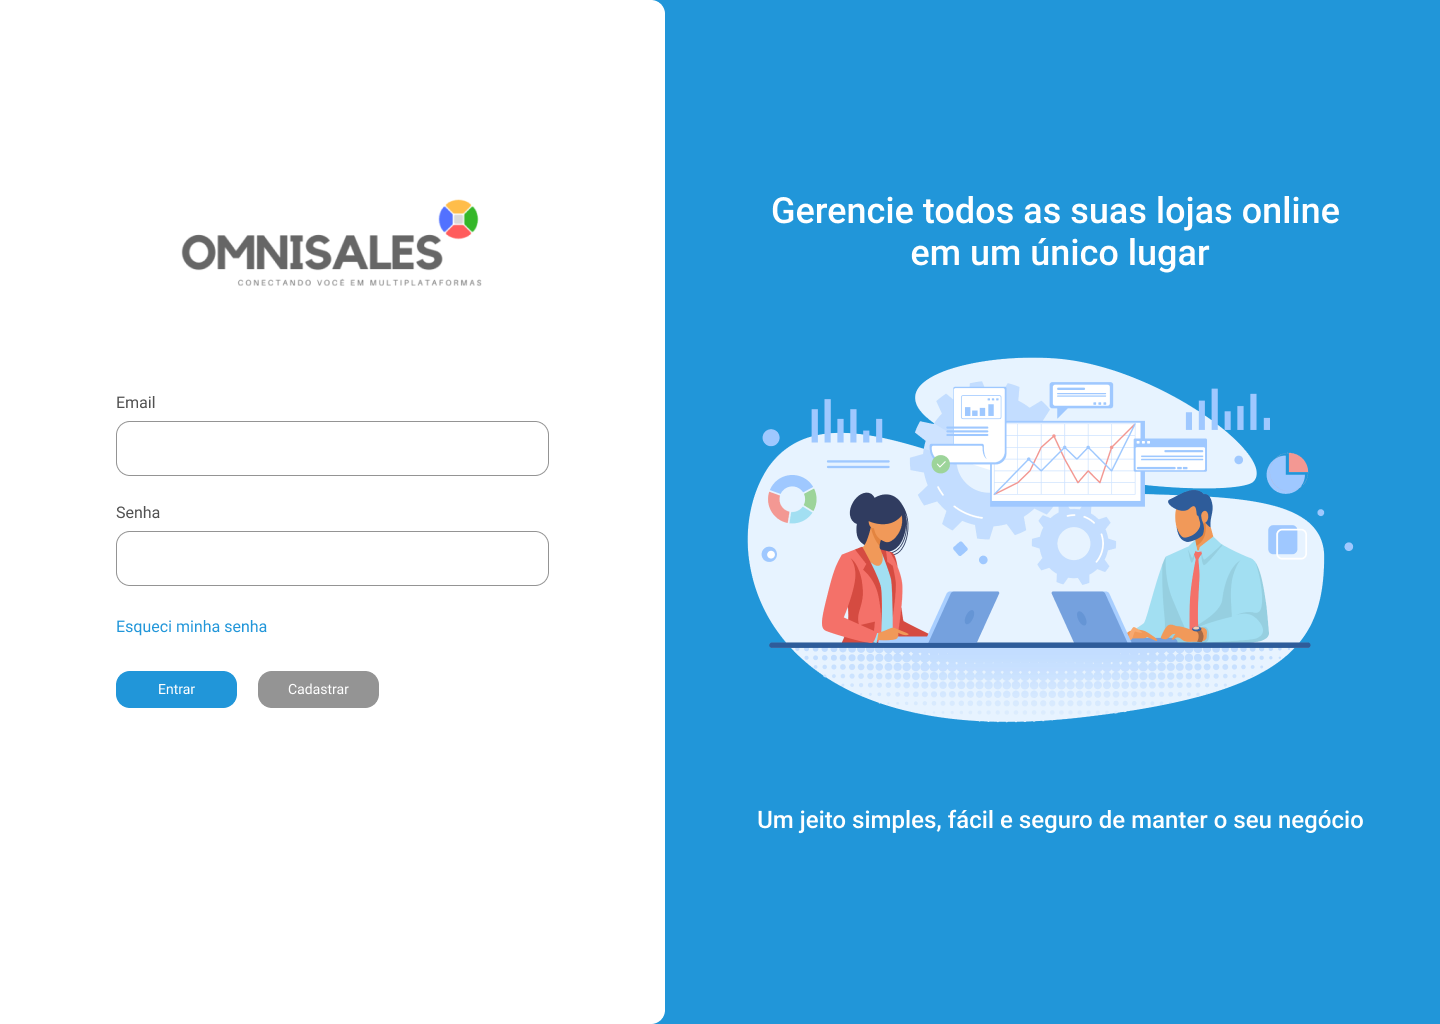 OMNISALES
CONECTANDO VOCÊ EM MULTIPLATAFORMAS
Email
Senha
Esqueci minha senha
Entrar
Cadastrar
Gerencie todos as suas lojas online
em um único lugar
Um jeito simples, fácil e seguro de manter o seu negócio